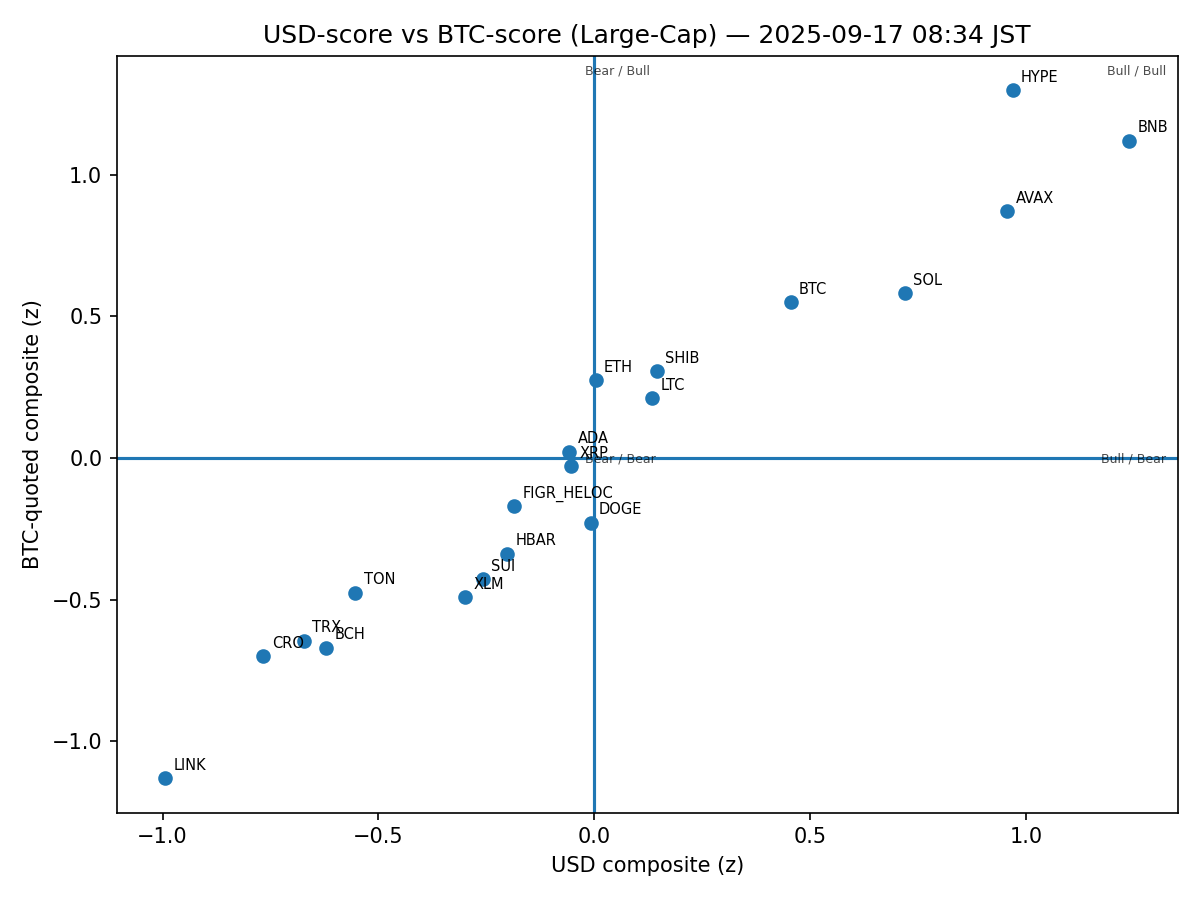 USD-score vs BTC-score (Large-Cap) — 2025-09-17 08:34 JST
Bear / Bull
Bull / Bull
HYPE
BNB
AVAX
SOL
BTC
SHIB
ETH
LTC
ADA
XRP
Bear / Bear
Bull / Bear
FIGR_HELOC
DOGE
HBAR
SUI
XLM
TON
TRX
BCH
CRO
LINK
1.0
0.5
0.0
−0.5
−1.0
BTC-quoted composite (z)
−1.0
−0.5
0.0
0.5
1.0
USD composite (z)